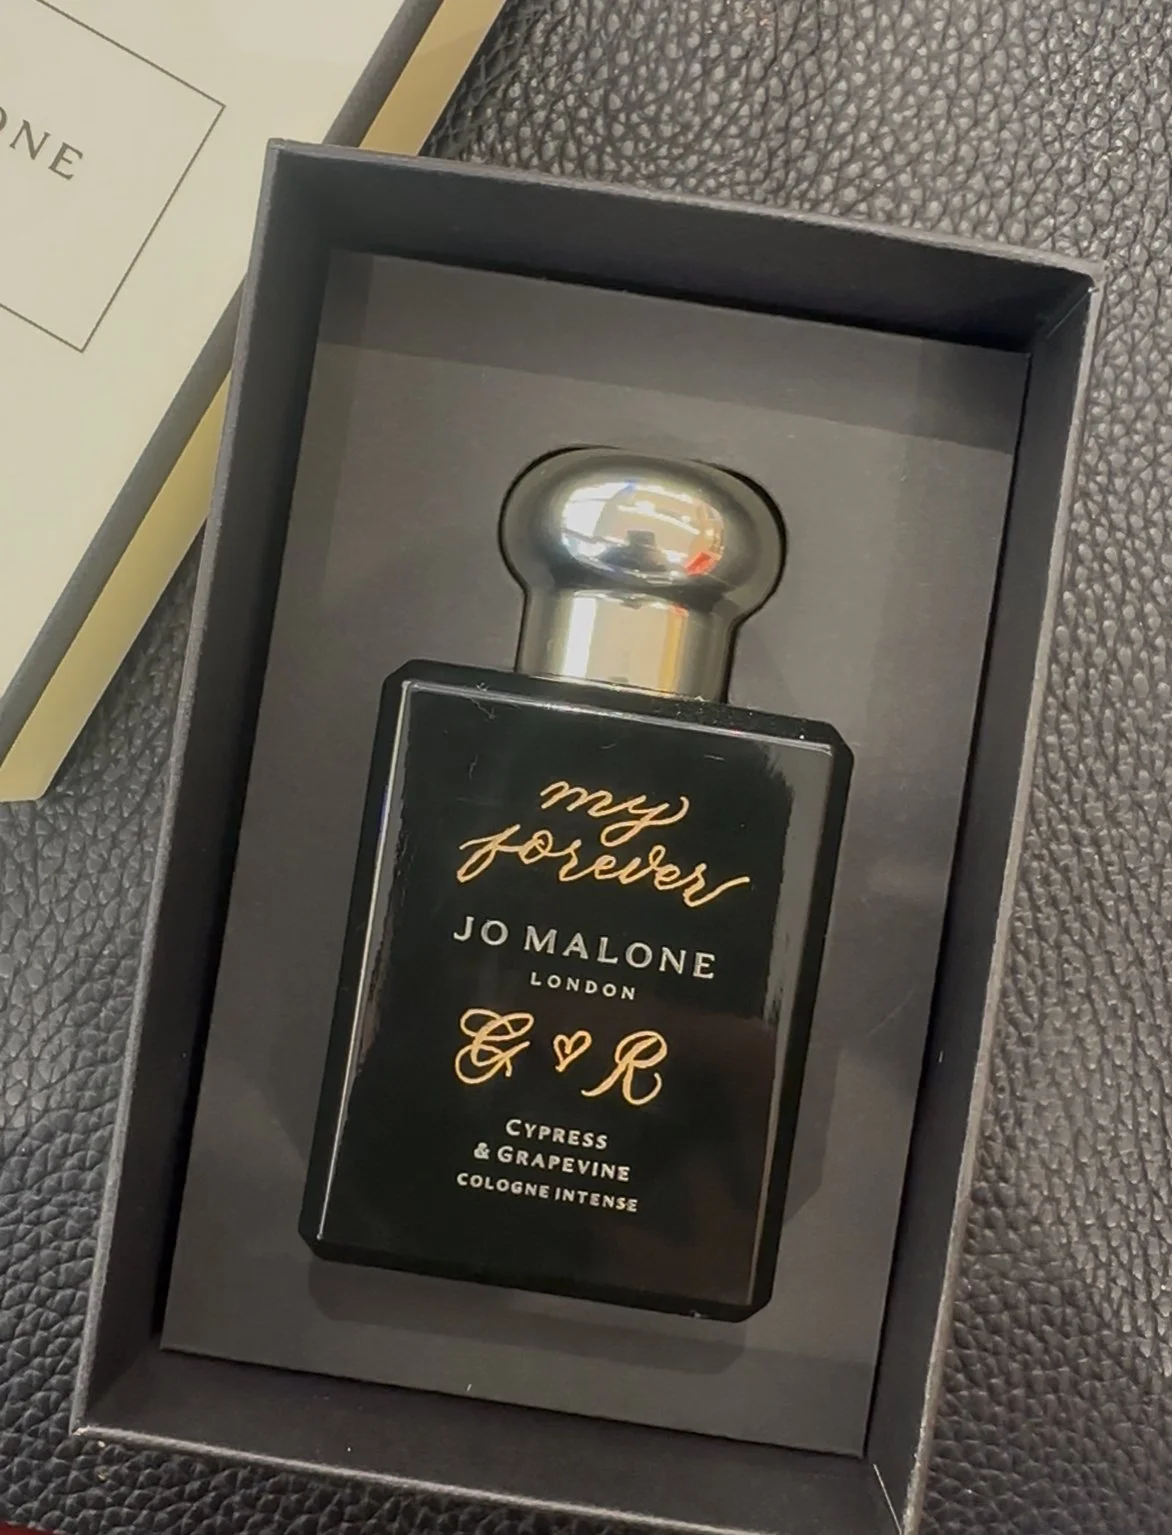 ONE
my
forever
JO MALONE
LONDON
G ♡ R
CYPRESS
& GRAPEVINE
COLOGNE INTENSE